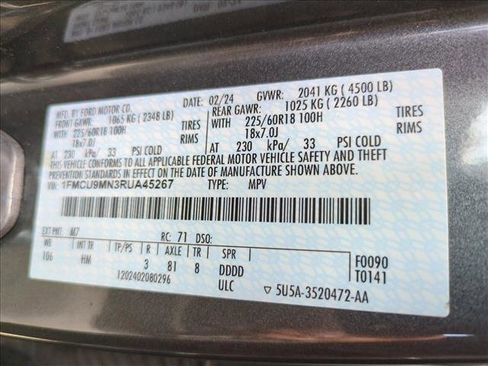 MFD. BY FORD MOTOR CO.
DATE: 02/24 GVWR: 2041 KG ( 4500 LB)
FRONT GAWR: 1065 KG ( 2348 LB) REAR GAWR: 1025 KG ( 2260 LB)
WITH 225/60R18 100H TIRES WITH 225/60R18 100H TIRES
18x7.0J RIMS 18x7.0J RIMS
AT 230 kPa/ 33 PSI COLD AT 230 kPa/ 33 PSI COLD
THIS VEHICLE CONFORMS TO ALL APPLICABLE FEDERAL MOTOR VEHICLE SAFETY AND THEFT
PREVENTION STANDARDS IN EFFECT ON THE DATE OF MANUFACTURE SHOWN ABOVE.
VIN: 1FMCU9MN3RUA45267 TYPE: MPV
EXT PNT: M7 RC: 71 DSO:
WB INT TR TP/PS R AXLE TR SPR F0090
106 HM 3 81 8 DDDD T0141
1202402080296 ULC ▽ 5U5A-3520472-AA